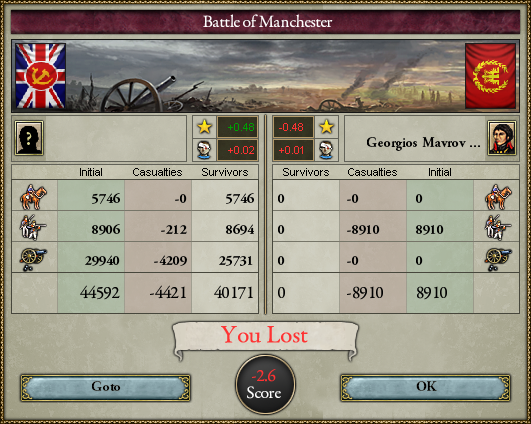 Battle of Manchester
+0.48 -0.48
+0.02 +0.01
Georgios Mavrov ...
Initial Casualties Survivors Survivors Casualties Initial
5746 -0 5746 0 -0 0
8906 -212 8694 0 -8910 8910
29940 -4209 25731 0 -0 0
44592 -4421 40171 0 -8910 8910
You Lost
Goto
-2.6
Score
OK